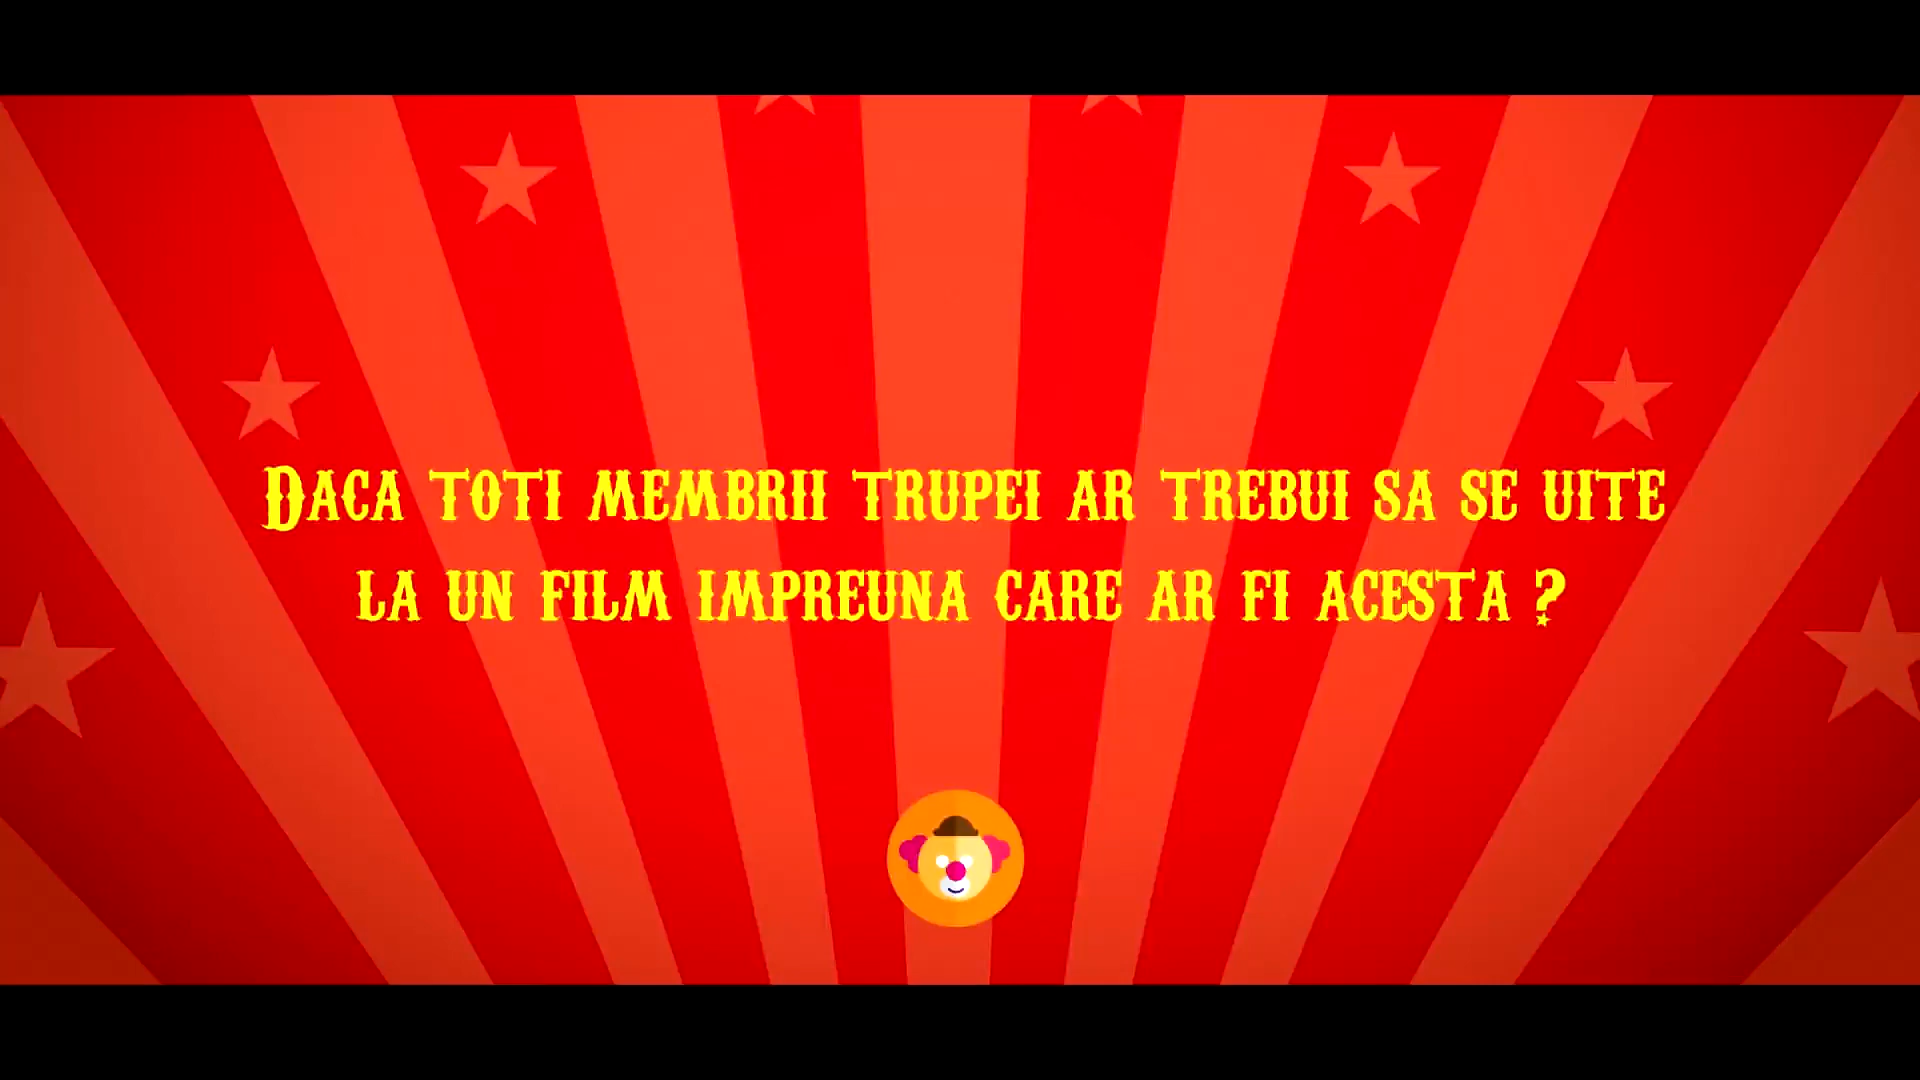 Daca toti membrii trupei ar trebui sa se uite
la un film impreuna care ar fi acesta ?